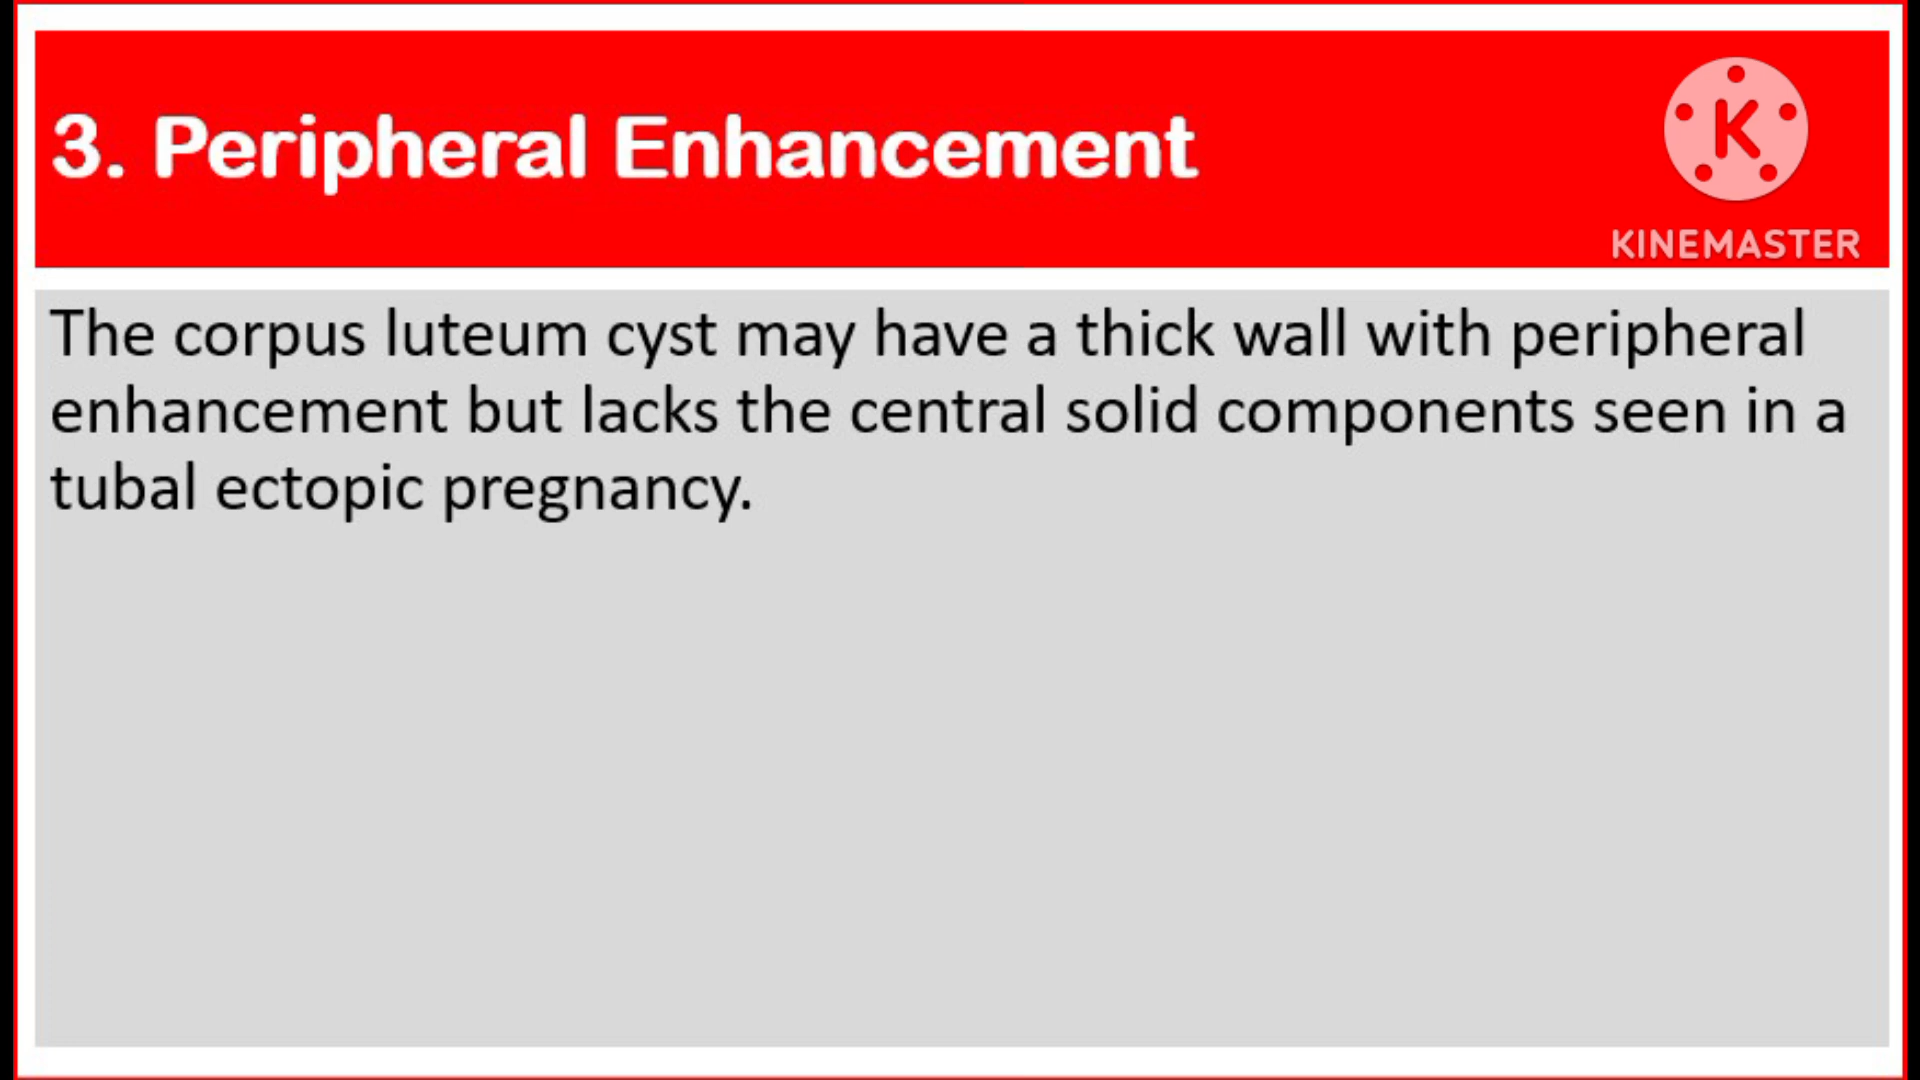 3. Peripheral Enhancement
K
KINEMASTER
The corpus luteum cyst may have a thick wall with peripheral
enhancement but lacks the central solid components seen in a
tubal ectopic pregnancy.